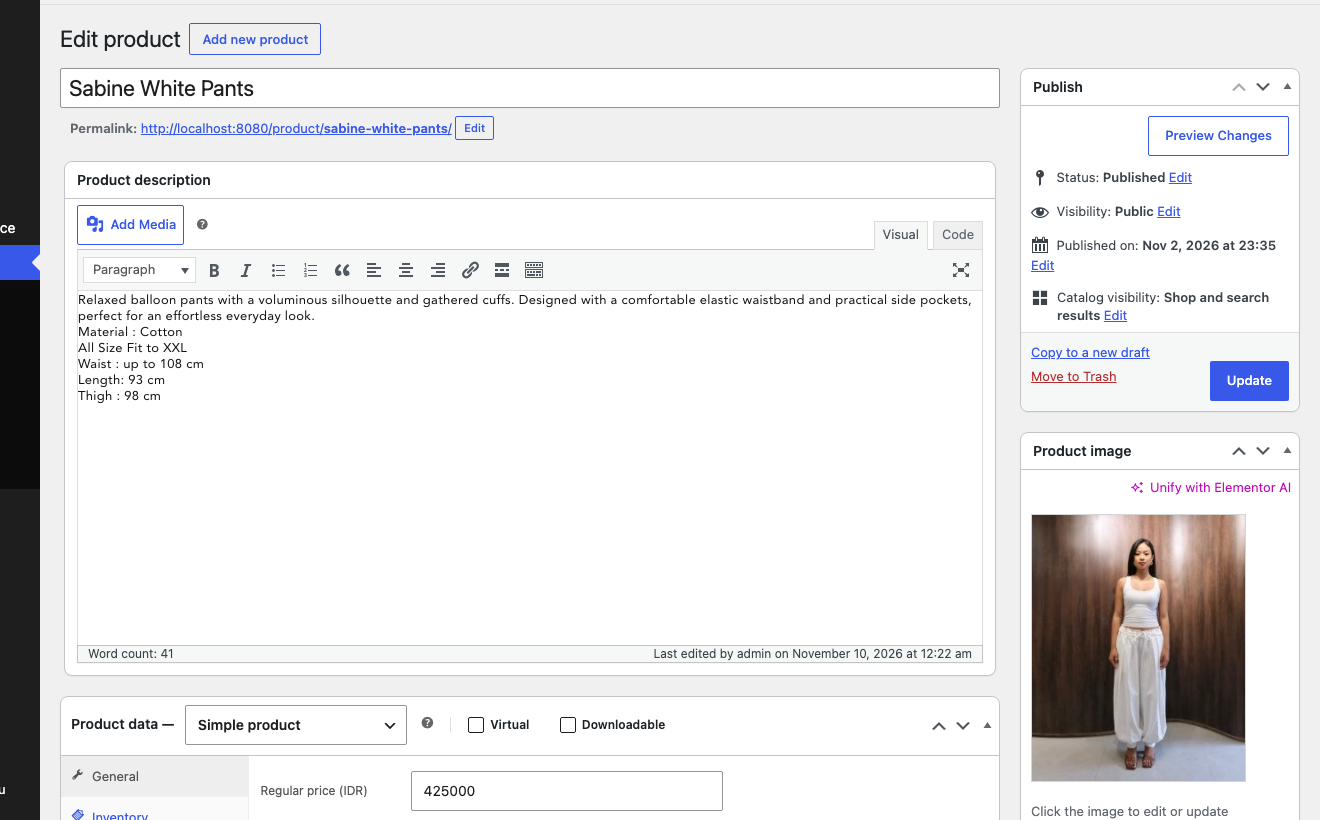 Edit product
Add new product
Sabine White Pants
Permalink: http://localhost:8080/product/sabine-white-pants/ Edit
Product description
Add Media
Visual
Code
Paragraph
Relaxed balloon pants with a voluminous silhouette and gathered cuffs. Designed with a comfortable elastic waistband and practical side pockets,
perfect for an effortless everyday look.
Material : Cotton
All Size Fit to XXL
Waist : up to 108 cm
Length: 93 cm
Thigh : 98 cm
Word count: 41
Last edited by admin on November 10, 2026 at 12:22 am
Product data —
Simple product
Virtual
Downloadable
General
Inventory
Regular price (IDR)
425000
Publish
Preview Changes
Status: Published Edit
Visibility: Public Edit
Published on: Nov 2, 2026 at 23:35
Edit
Catalog visibility: Shop and search
results Edit
Copy to a new draft
Move to Trash
Update
Product image
Unify with Elementor AI
Click the image to edit or update